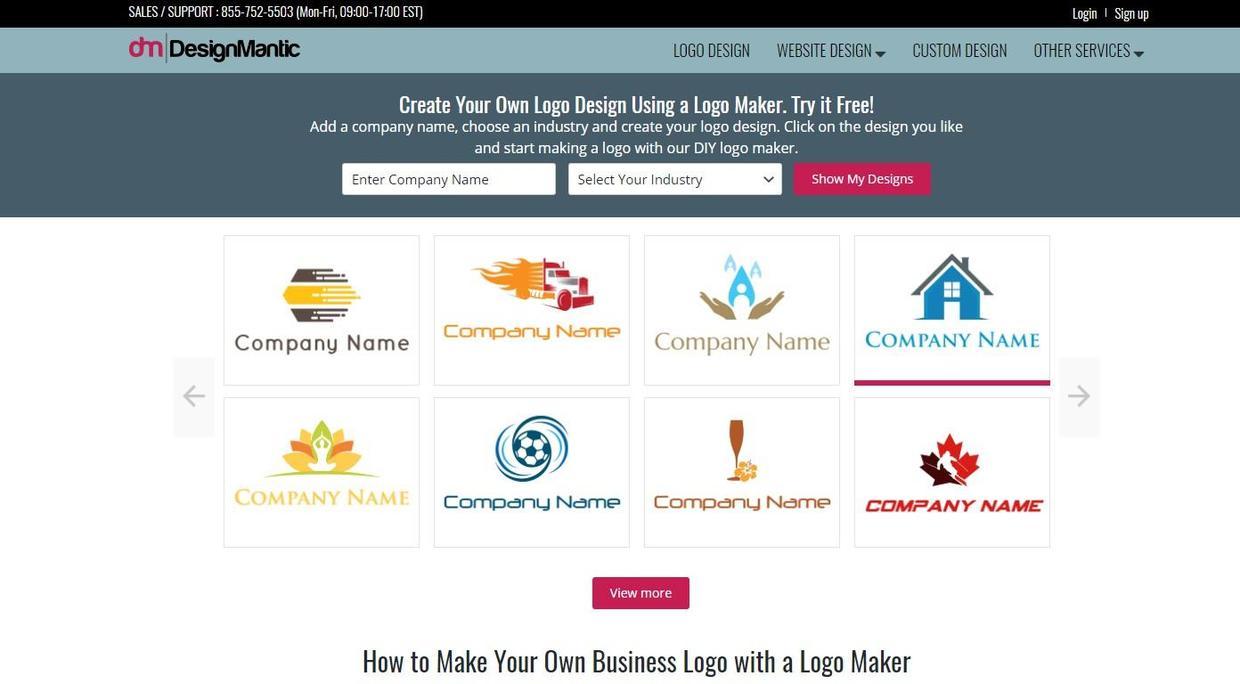 SALES / SUPPORT : 855-752-5503 (Mon-Fri, 09:00-17:00 EST)
Login | Sign up
dm DesignMantic
LOGO DESIGN WEBSITE DESIGN CUSTOM DESIGN OTHER SERVICES
Create Your Own Logo Design Using a Logo Maker. Try it Free!
Add a company name, choose an industry and create your logo design. Click on the design you like
and start making a logo with our DIY logo maker.
Enter Company Name Select Your Industry Show My Designs
Company Name Company Name Company Name COMPANY NAME
COMPANY NAME Company Name Company Name COMPANY NAME
View more
How to Make Your Own Business Logo with a Logo Maker